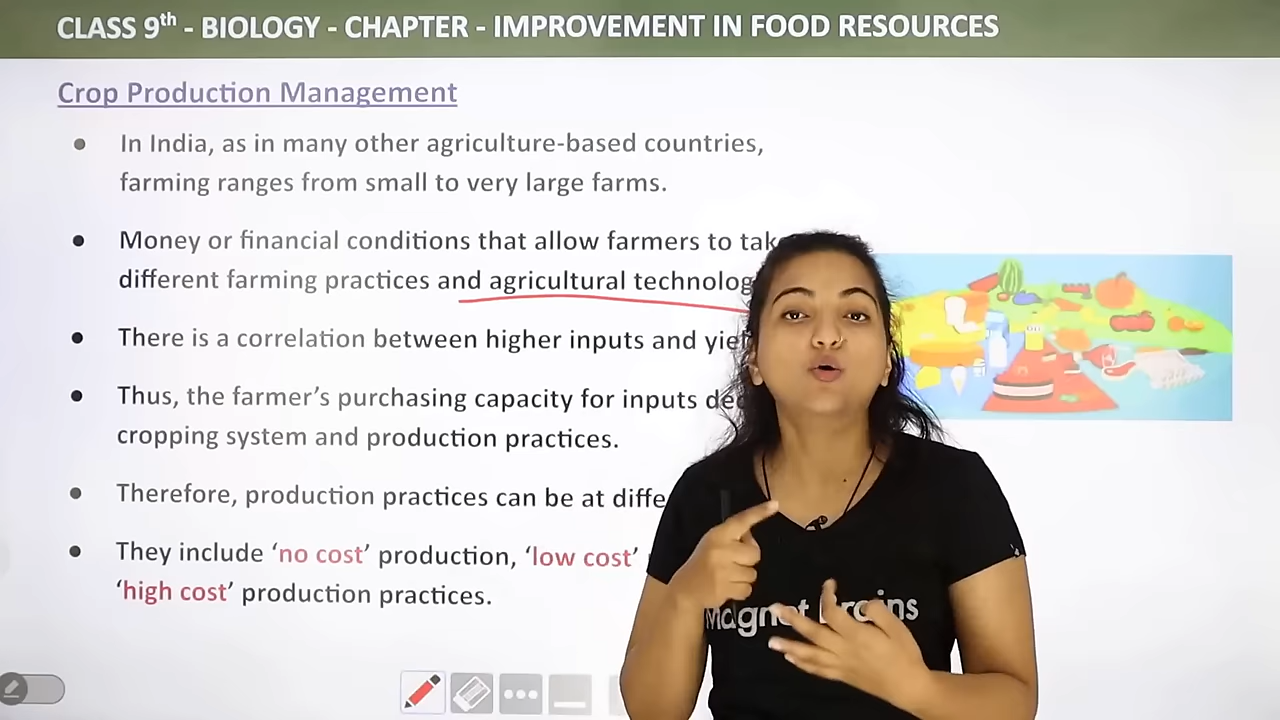 CLASS 9th - BIOLOGY - CHAPTER - IMPROVEMENT IN FOOD RESOURCES
Crop Production Management
• In India, as in many other agriculture-based countries,
farming ranges from small to very large farms.
• Money or financial conditions that allow farmers to
different farming practices and agricultural
• There is a correlation between higher inputs and
• Thus, the farmer's purchasing capacity for inputs
cropping system and production practices.
• Therefore, production practices can be at
• They include 'no cost' production, 'low cost'
'high cost' production practices.
Magnet Brains